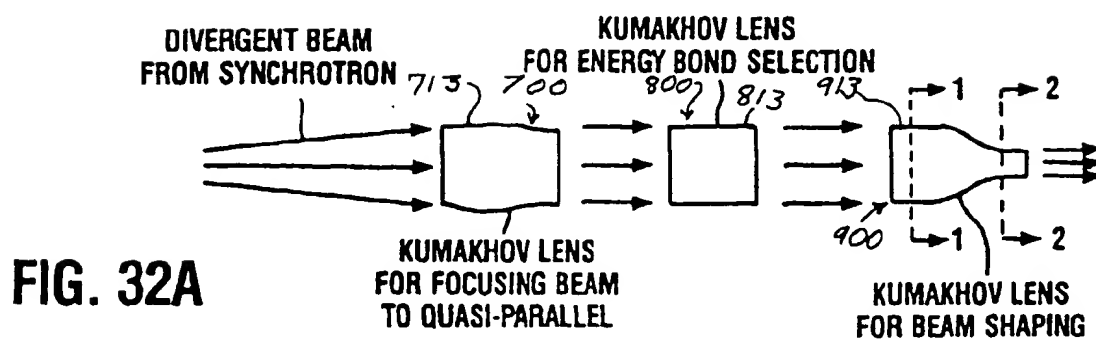 DIVERGENT BEAM
FROM SYNCHROTRON
KUMAKHOV LENS
FOR ENERGY BOND SELECTION
713
700
800
813
913
1
2
900
1
2
KUMAKHOV LENS
FOR FOCUSING BEAM
TO QUASI-PARALLEL
KUMAKHOV LENS
FOR BEAM SHAPING
FIG. 32A